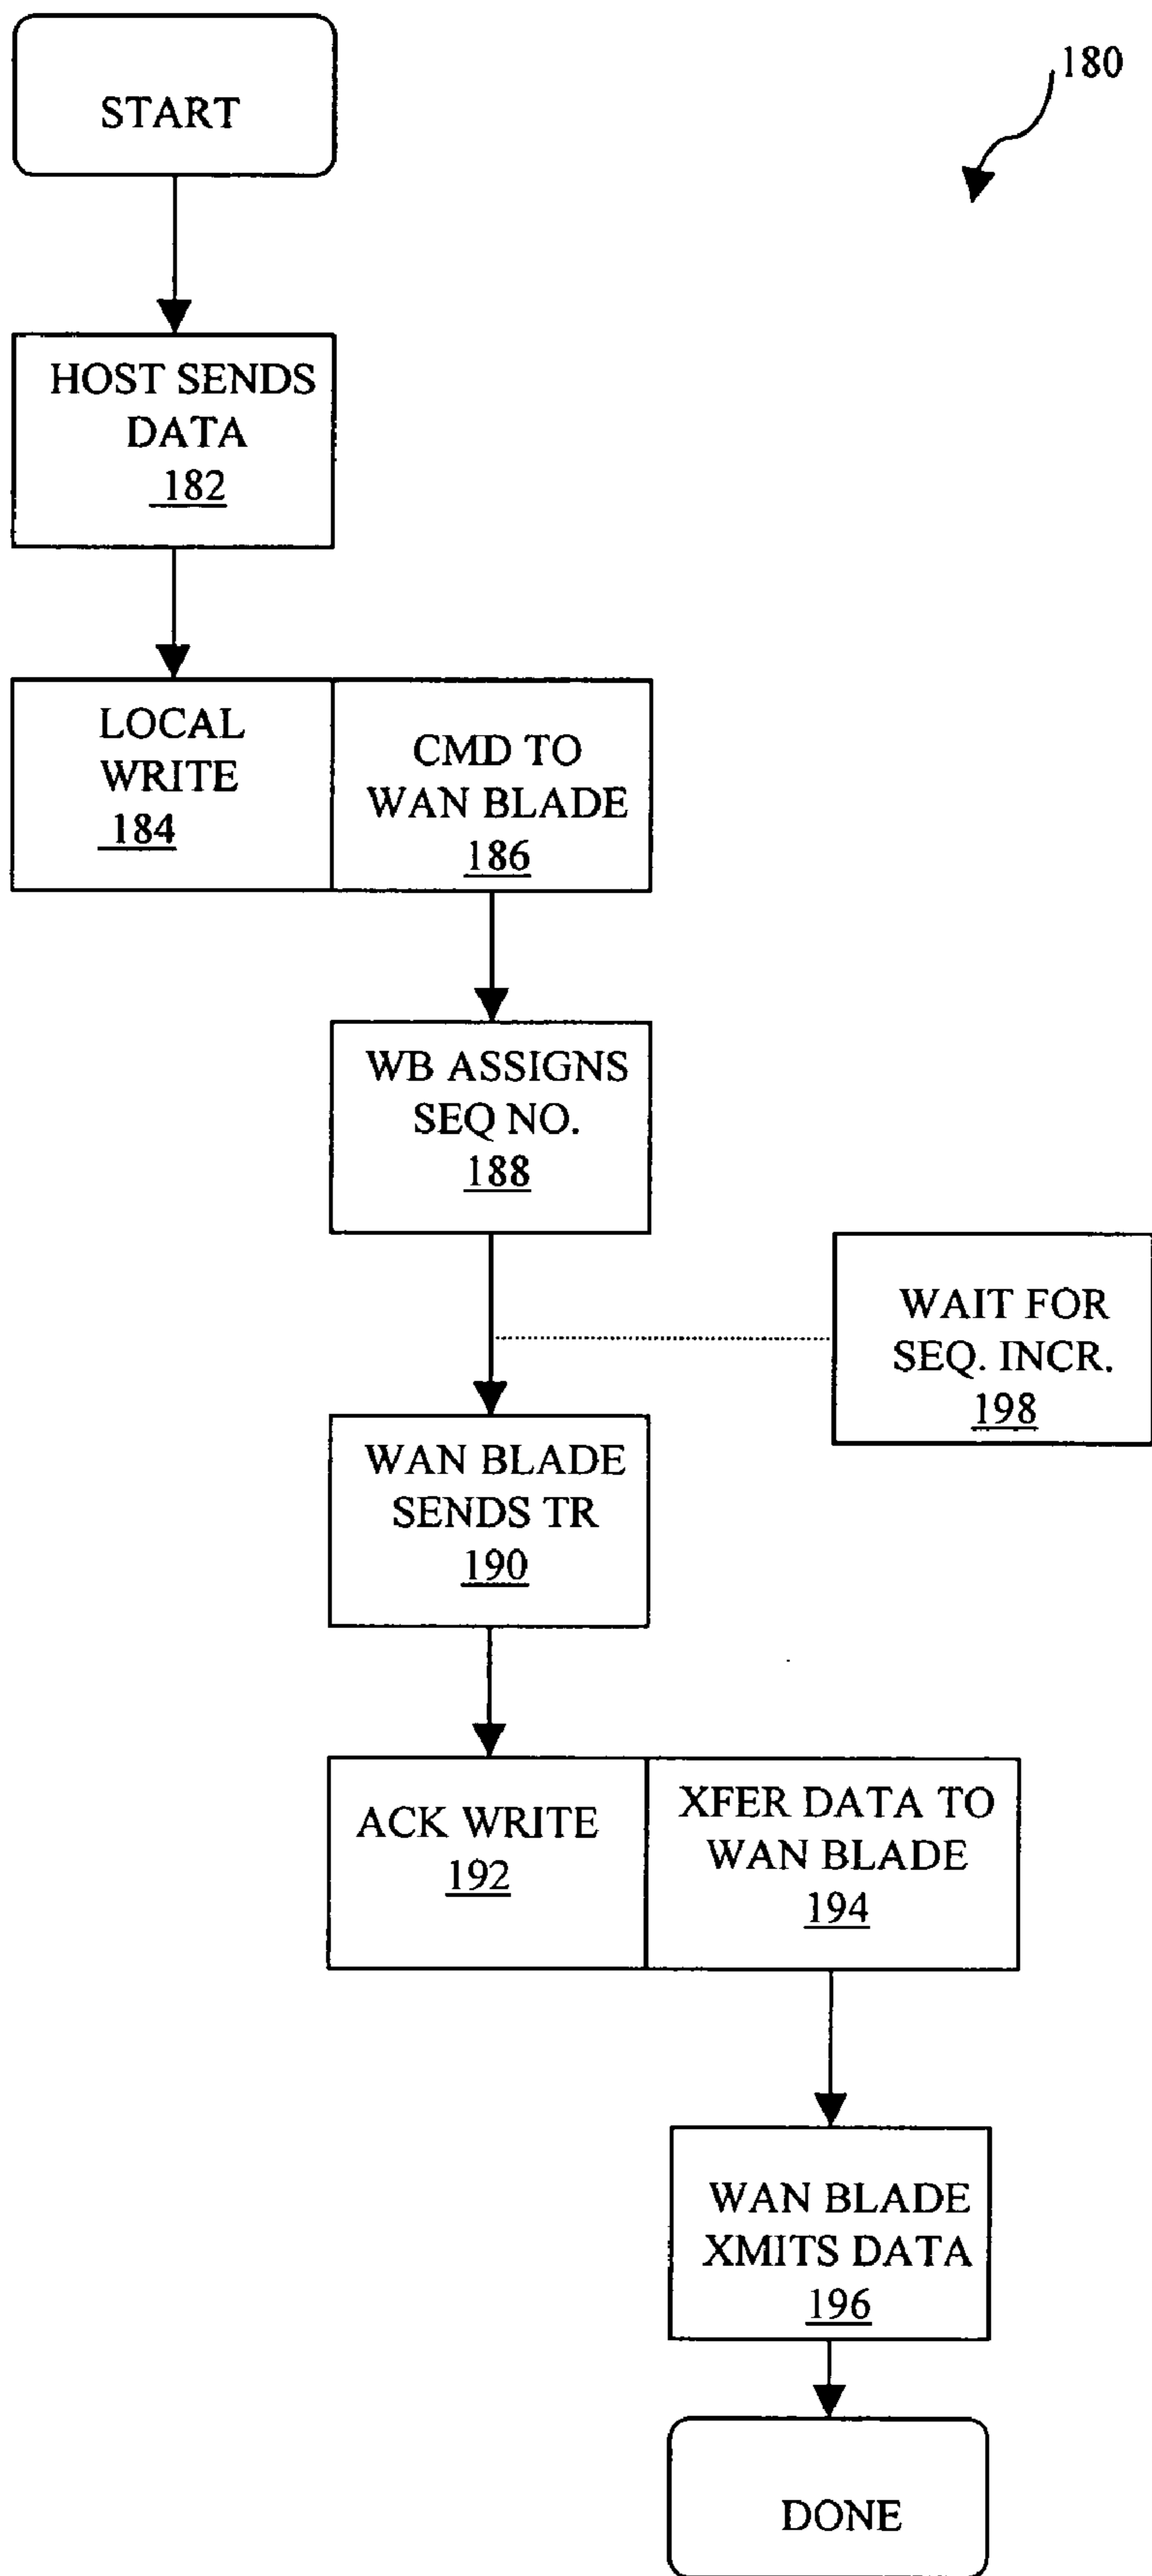 START
180
HOST SENDS
DATA
182
LOCAL
WRITE
184
CMD TO
WAN BLADE
186
WB ASSIGNS
SEQ NO.
188
WAIT FOR
SEQ. INCR.
198
WAN BLADE
SENDS TR
190
ACK WRITE
192
XFER DATA TO
WAN BLADE
194
WAN BLADE
XMITS DATA
196
DONE